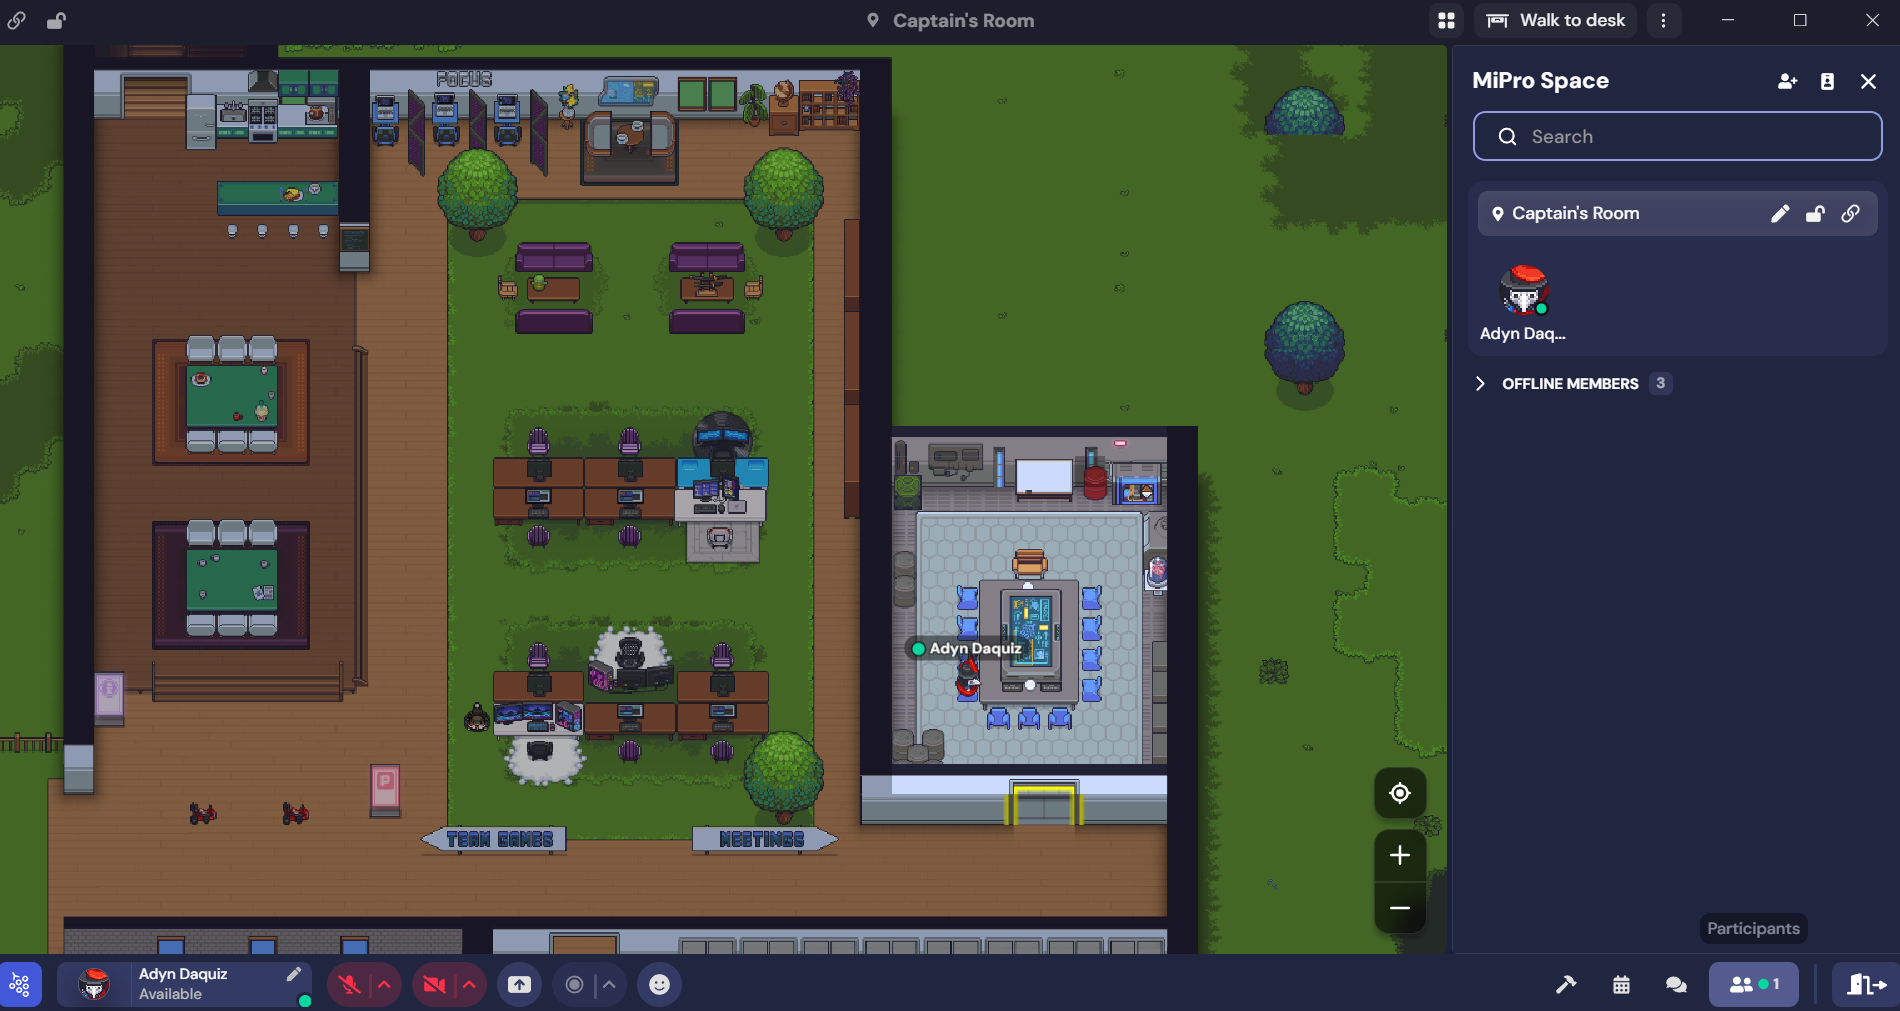 Captain's Room
Walk to desk
MiPro Space
Search
Captain's Room
Adyn Daq...
OFFLINE MEMBERS 3
FOCUS
Adyn Daquiz
P
TEAM GAMES
MEETINGS
Participants
Adyn Daquiz
Available
1